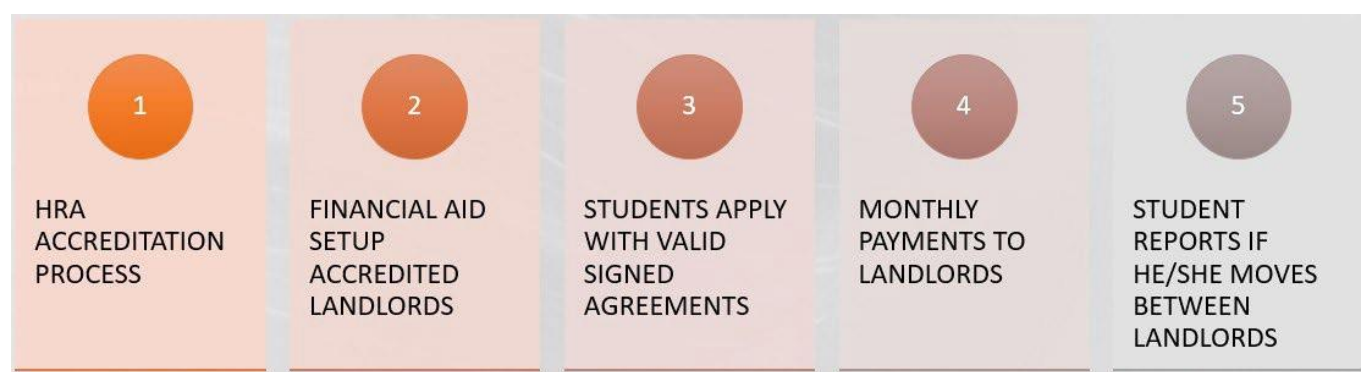 1
HRA
ACCREDITATION
PROCESS
2
FINANCIAL AID
SETUP
ACCREDITED
LANDLORDS
3
STUDENTS APPLY
WITH VALID
SIGNED
AGREEMENTS
4
MONTHLY
PAYMENTS TO
LANDLORDS
5
STUDENT
REPORTS IF
HE/SHE MOVES
BETWEEN
LANDLORDS